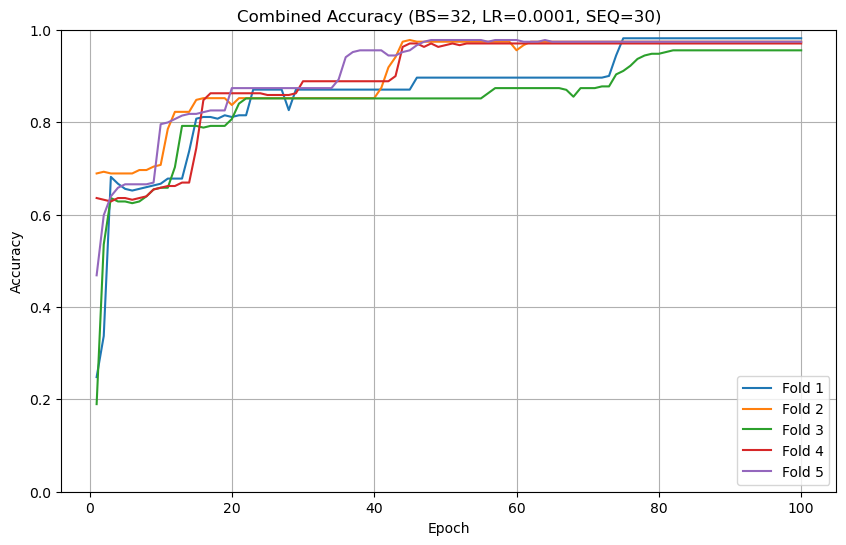 Combined Accuracy (BS=32, LR=0.0001, SEQ=30)
1.0
0.8
0.6
0.4
0.2
0.0
Accuracy
0 20 40 60 80 100
Epoch
Fold 1
Fold 2
Fold 3
Fold 4
Fold 5